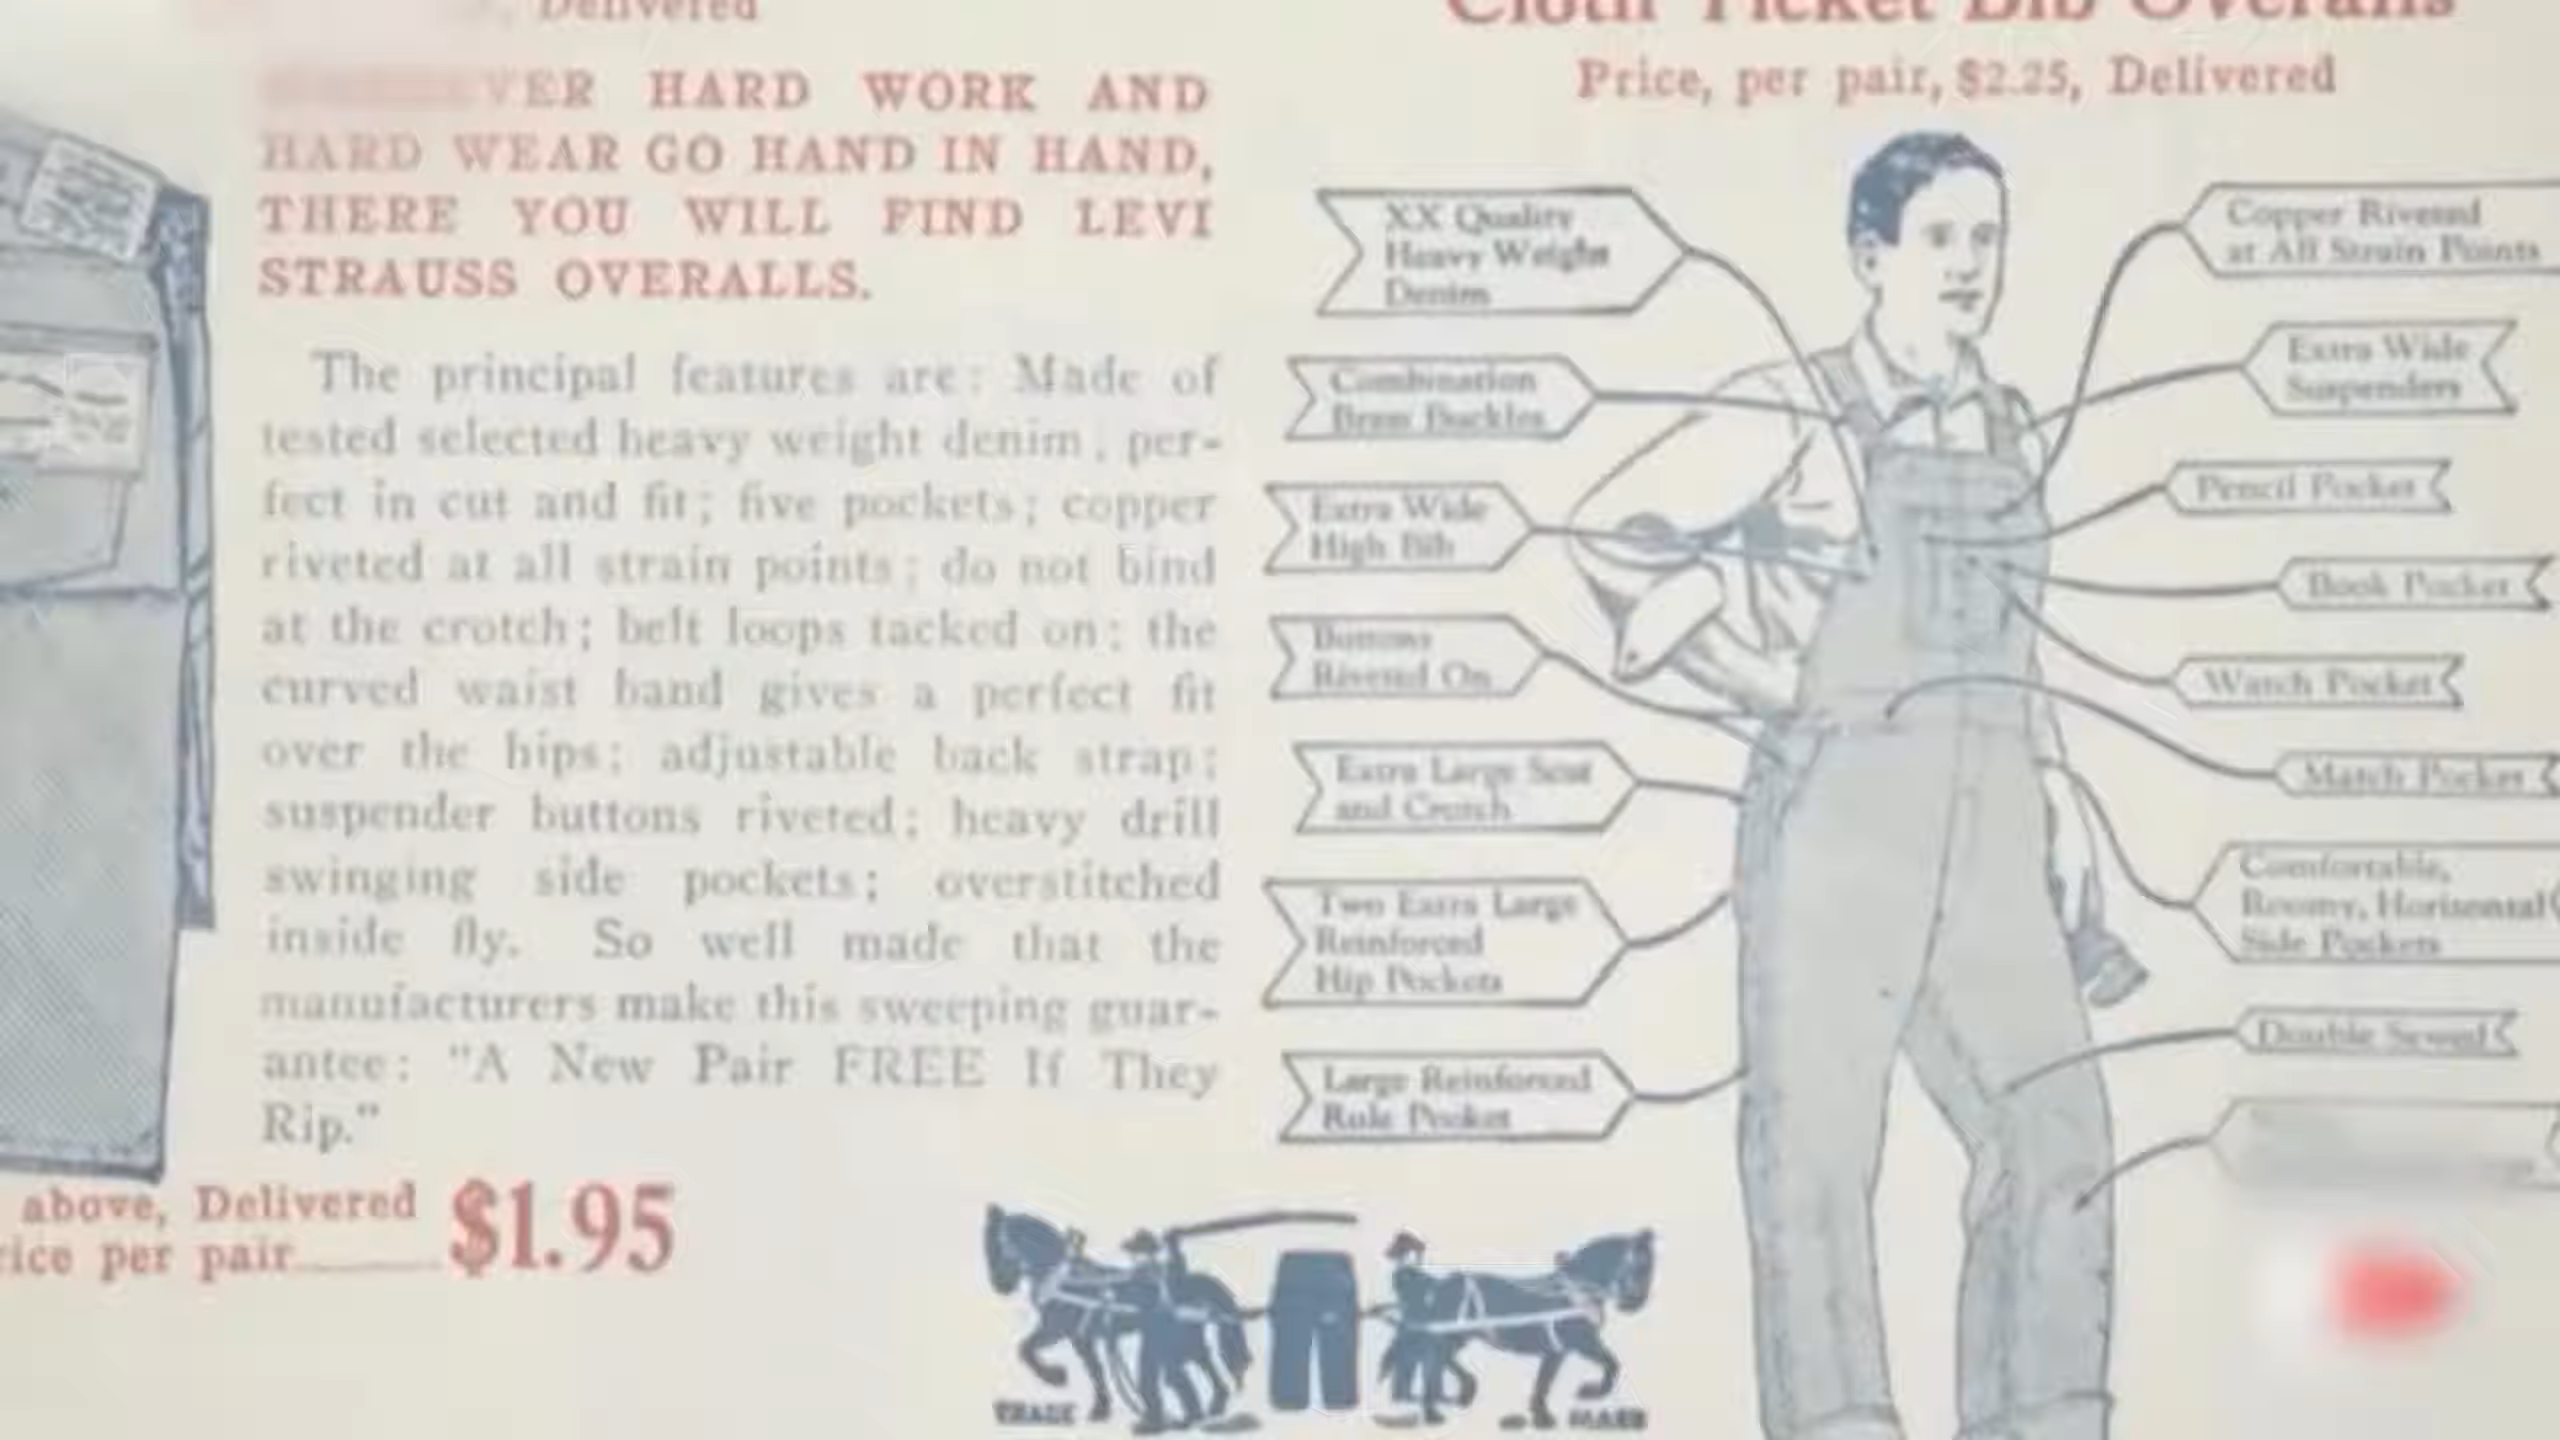 , Delivered
HARD WORK AND
HARD WEAR GO HAND IN HAND,
THERE YOU WILL FIND LEVI
STRAUSS OVERALLS.
The principal features are: Made of
tested selected heavy weight denim, per-
fect in cut and fit; five pockets; copper
riveted at all strain points; do not bind
at the crotch; belt loops tacked on; the
curved waist band gives a perfect fit
over the hips; adjustable back strap;
suspender buttons riveted; heavy drill
swinging side pockets; overstitched
inside fly. So well made that the
manufacturers make this sweeping guar-
antee: "A New Pair FREE If They
Rip."
above, Delivered
rice per pair $1.95
Cloth Ticket Bib Overalls
Price, per pair, $2.25, Delivered
XX Quality
Heavy Weight
Denim
Combination
Brass Buckles
Extra Wide
High Bib
Buttons
Riveted On
Extra Large Seat
and Crotch
Two Extra Large
Reinforced
Hip Pockets
Large Reinforced
Rule Pocket
Copper Riveted
at All Strain Points
Extra Wide
Suspenders
Pencil Pocket
Book Pocket
Watch Pocket
Match Pocket
Comfortable,
Roomy, Horizontal
Side Pockets
Double Sewed
TRADE MARK